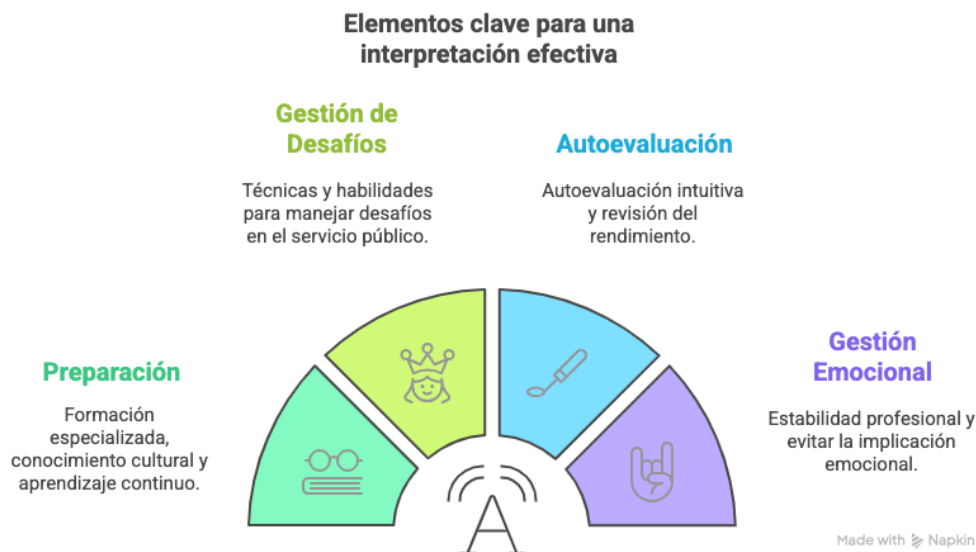 Elementos clave para una
interpretación efectiva
Gestión de
Desafíos
Técnicas y habilidades
para manejar desafíos
en el servicio público.
Autoevaluación
Autoevaluación intuitiva
y revisión del
rendimiento.
Preparación
Formación
especializada,
conocimiento cultural y
aprendizaje continuo.
Gestión
Emocional
Estabilidad profesional y
evitar la implicación
emocional.
Made with Napkin